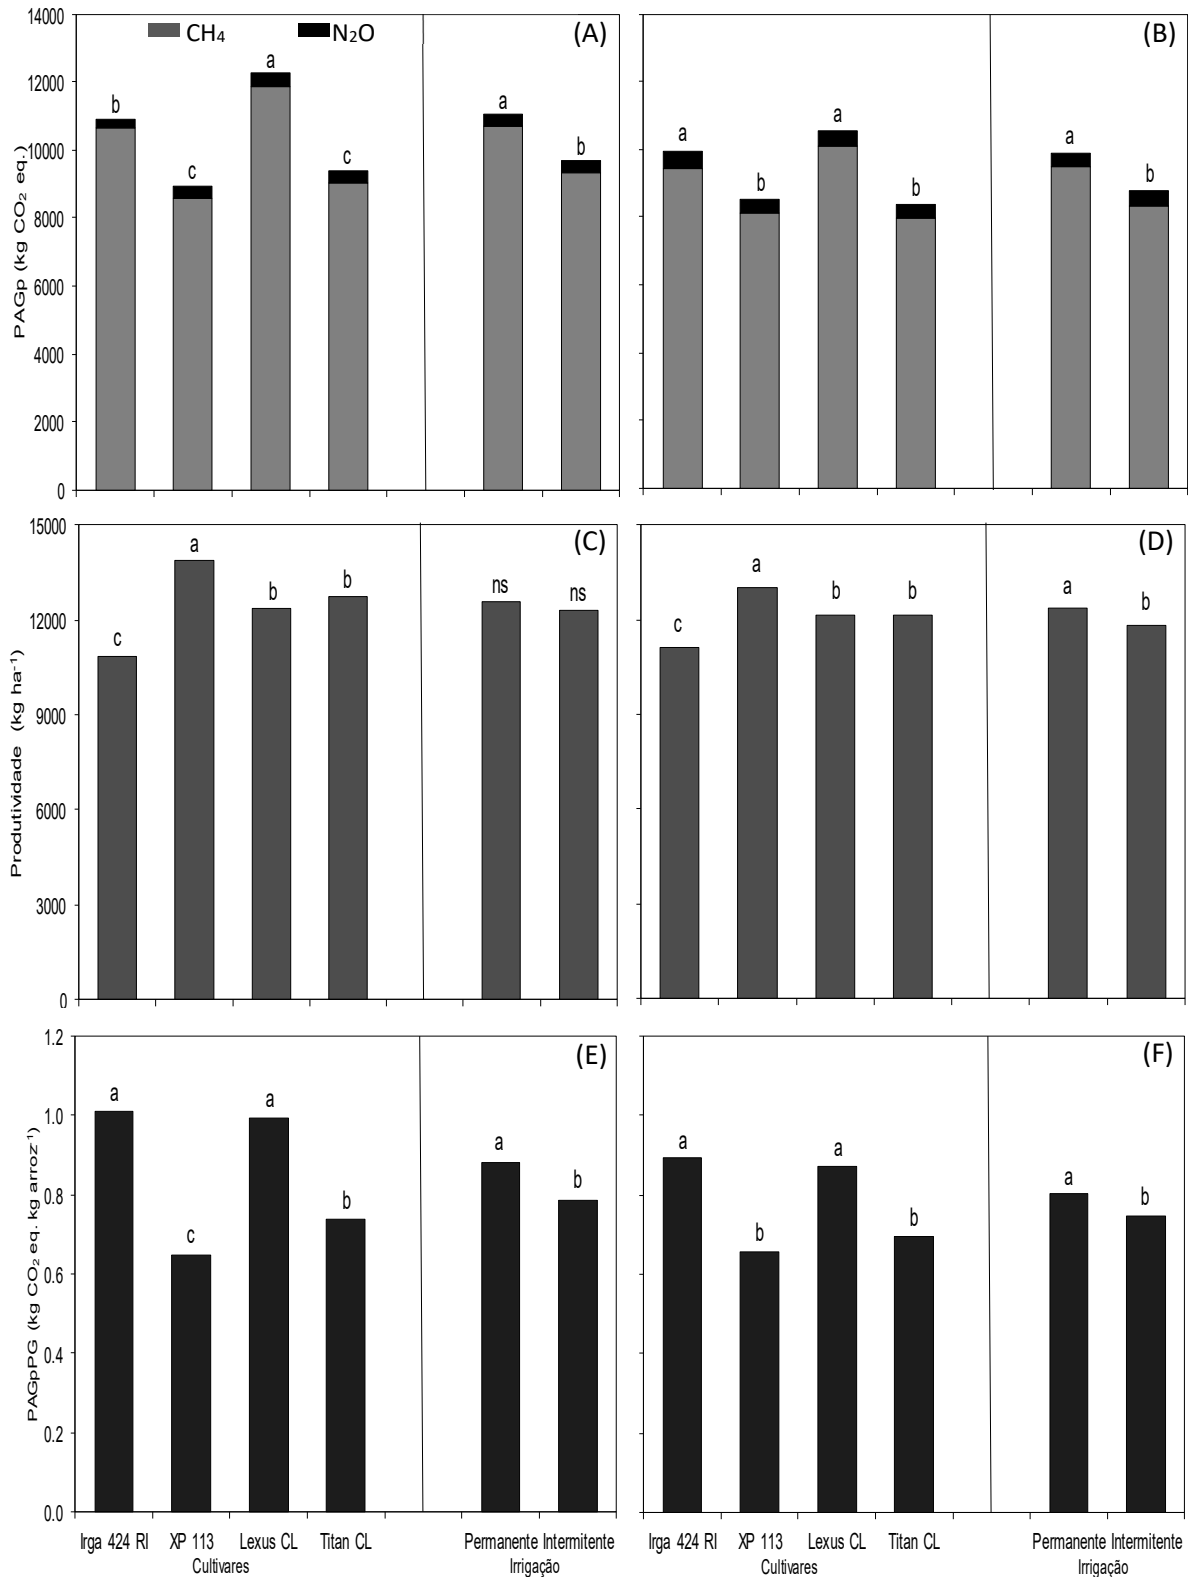 CH₄ N₂O (A)
14000
12000
10000
8000
6000
4000
2000
0
PAGp (kg CO₂ eq.)
b c a c a b
(B)
a b a b a b
(C)
15000
12000
9000
6000
3000
0
Produtividade (kg ha⁻¹)
c a b b ns ns
(D)
c a b b a b
(E)
1.2
1.0
0.8
0.6
0.4
0.2
0.0
PAGpPG (kg CO₂ eq. kg arroz⁻¹)
a c a b a b
Irga 424 RI XP 113 Lexus CL Titan CL Permanente Intermitente
Cultivares Irrigação
(F)
a b a b a b
Irga 424 RI XP 113 Lexus CL Titan CL Permanente Intermitente
Cultivares Irrigação